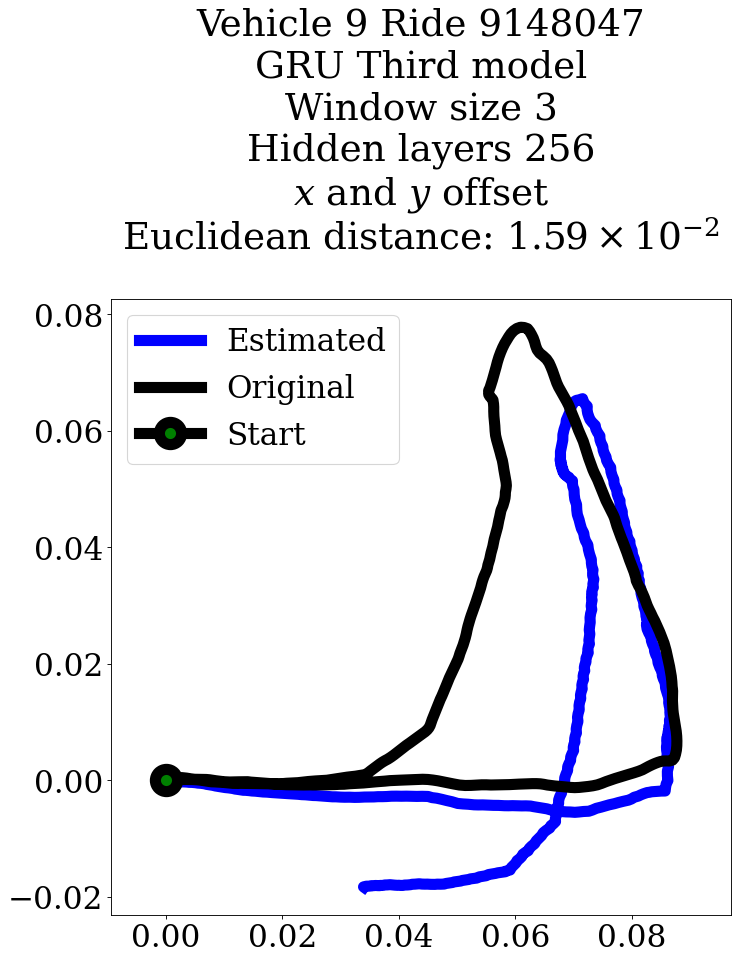 Vehicle 9 Ride 9148047
GRU Third model
Window size 3
Hidden layers 256
x and y offset
Euclidean distance: 1.59 × 10⁻²
Estimated
Original
Start
0.08
0.06
0.04
0.02
0.00
−0.02
0.00 0.02 0.04 0.06 0.08